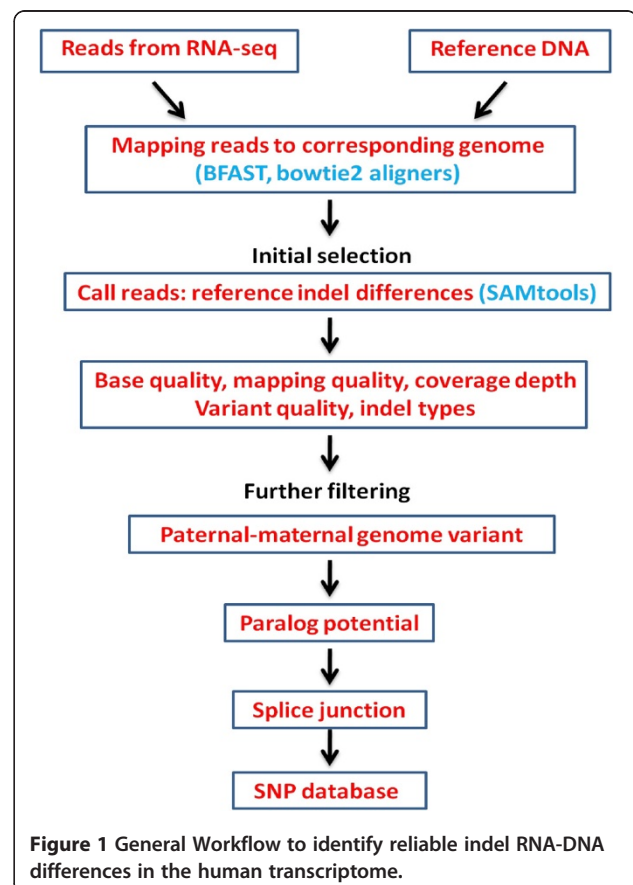 Reads from RNA-seq
Reference DNA
Mapping reads to corresponding genome
(BFAST, bowtie2 aligners)
Initial selection
Call reads: reference indel differences (SAMtools)
Base quality, mapping quality, coverage depth
Variant quality, indel types
Further filtering
Paternal-maternal genome variant
Paralog potential
Splice junction
SNP database
Figure 1 General Workflow to identify reliable indel RNA-DNA
differences in the human transcriptome.